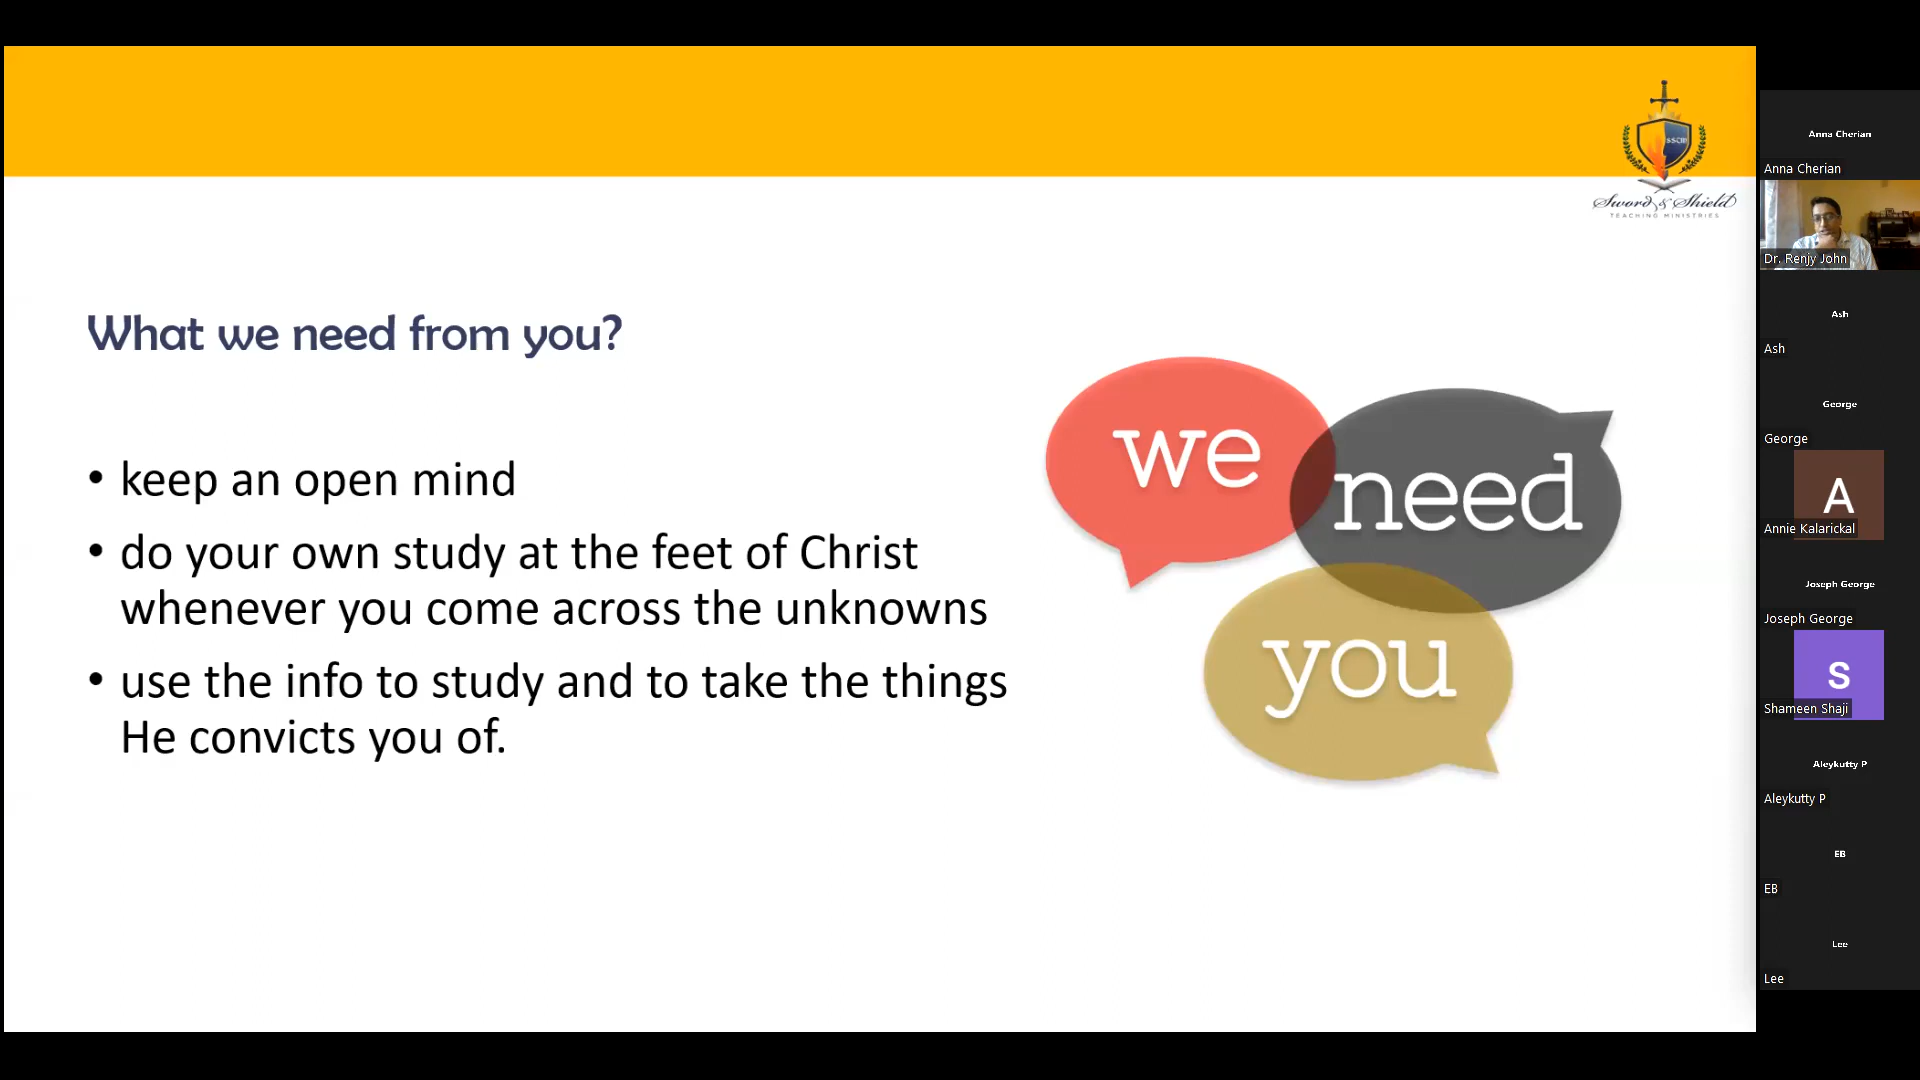 SSTM
Sword & Shield
TEACHING MINISTRIES
What we need from you?
• keep an open mind
• do your own study at the feet of Christ
whenever you come across the unknowns
• use the info to study and to take the things
He convicts you of.
we
need
you
Anna Cherian
Anna Cherian
Dr. Renjy John
Ash
Ash
George
George
A
Annie Kalarickal
Joseph George
Joseph George
s
Shameen Shaji
Aleykutty P
Aleykutty P
EB
EB
Lee
Lee